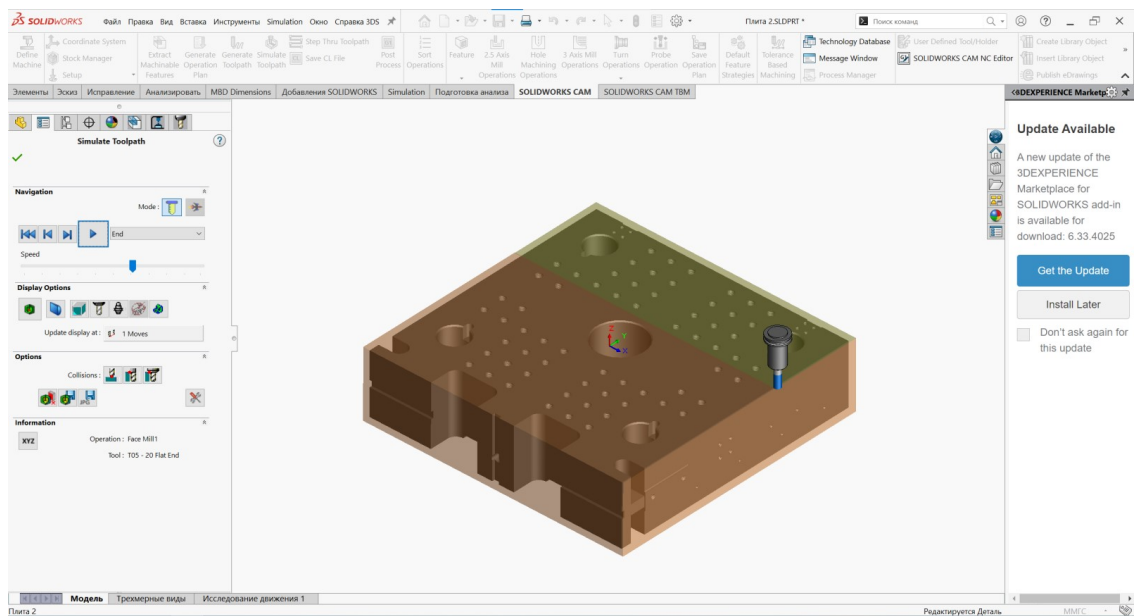 SOLIDWORKS Файл Правка Вид Вставка Инструменты Simulation Окно Справка 3DS Плита 2.SLDPRT * Поиск команд
Define Machine
Coordinate System
Stock Manager
Setup
Extract Machinable Features
Generate Operation Plan
Generate Toolpath
Simulate Toolpath
Step Thru Toolpath
Save CL File
Post Process
Sort Operations
Feature
2.5 Axis Mill Operations
Hole Machining Operations
3 Axis Mill Operations
Turn Operations
Probe Operation
Save Operation Plan
Default Feature Strategies
Tolerance Based Machining
Technology Database
Message Window
Process Manager
User Defined Tool/Holder
SOLIDWORKS CAM NC Editor
Create Library Object
Insert Library Object
Publish eDrawings
Элементы Эскиз Исправление Анализировать MBD Dimensions Добавления SOLIDWORKS Simulation Подготовка анализа SOLIDWORKS CAM SOLIDWORKS CAM TBM
Simulate Toolpath
Navigation
Mode :
End
Speed
Display Options
Update display at : 1 Moves
Options
Collisions :
JPG
Information
XYZ
Operation : Face Mill1
Tool : T05 - 20 Flat End
Z
Y
X
Update Available
A new update of the
3DEXPERIENCE
Marketplace for
SOLIDWORKS add-in
is available for
download: 6.33.4025
Get the Update
Install Later
Don't ask again for
this update
Модель Трехмерные виды Исследование движения 1
Плита 2 Редактируется Деталь ММГС